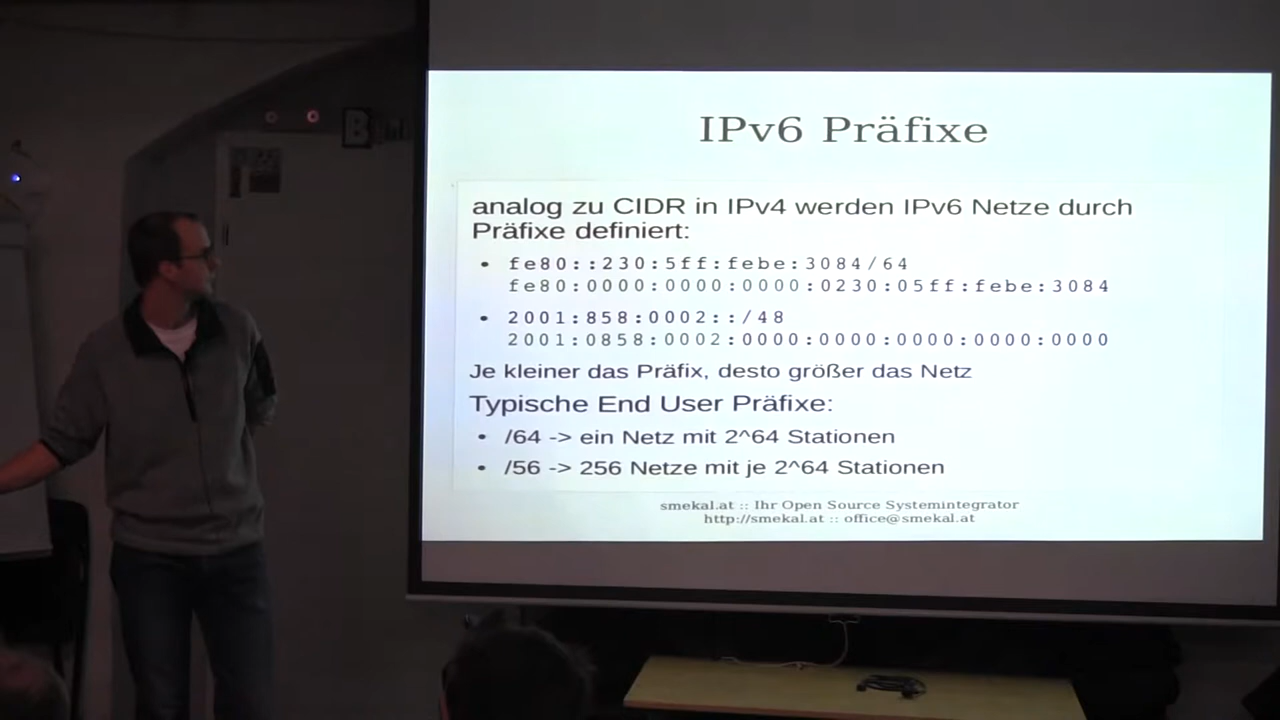 IPv6 Präfixe
analog zu CIDR in IPv4 werden IPv6 Netze durch
Präfixe definiert:
• fe80::230:5ff:febe:3084/64
fe80:0000:0000:0000:0230:05ff:febe:3084
• 2001:858:0002::/48
2001:0858:0002:0000:0000:0000:0000:0000
Je kleiner das Präfix, desto größer das Netz
Typische End User Präfixe:
• /64 -> ein Netz mit 2^64 Stationen
• /56 -> 256 Netze mit je 2^64 Stationen
smekal.at :: Ihr Open Source Systemintegrator
http://smekal.at :: office@smekal.at